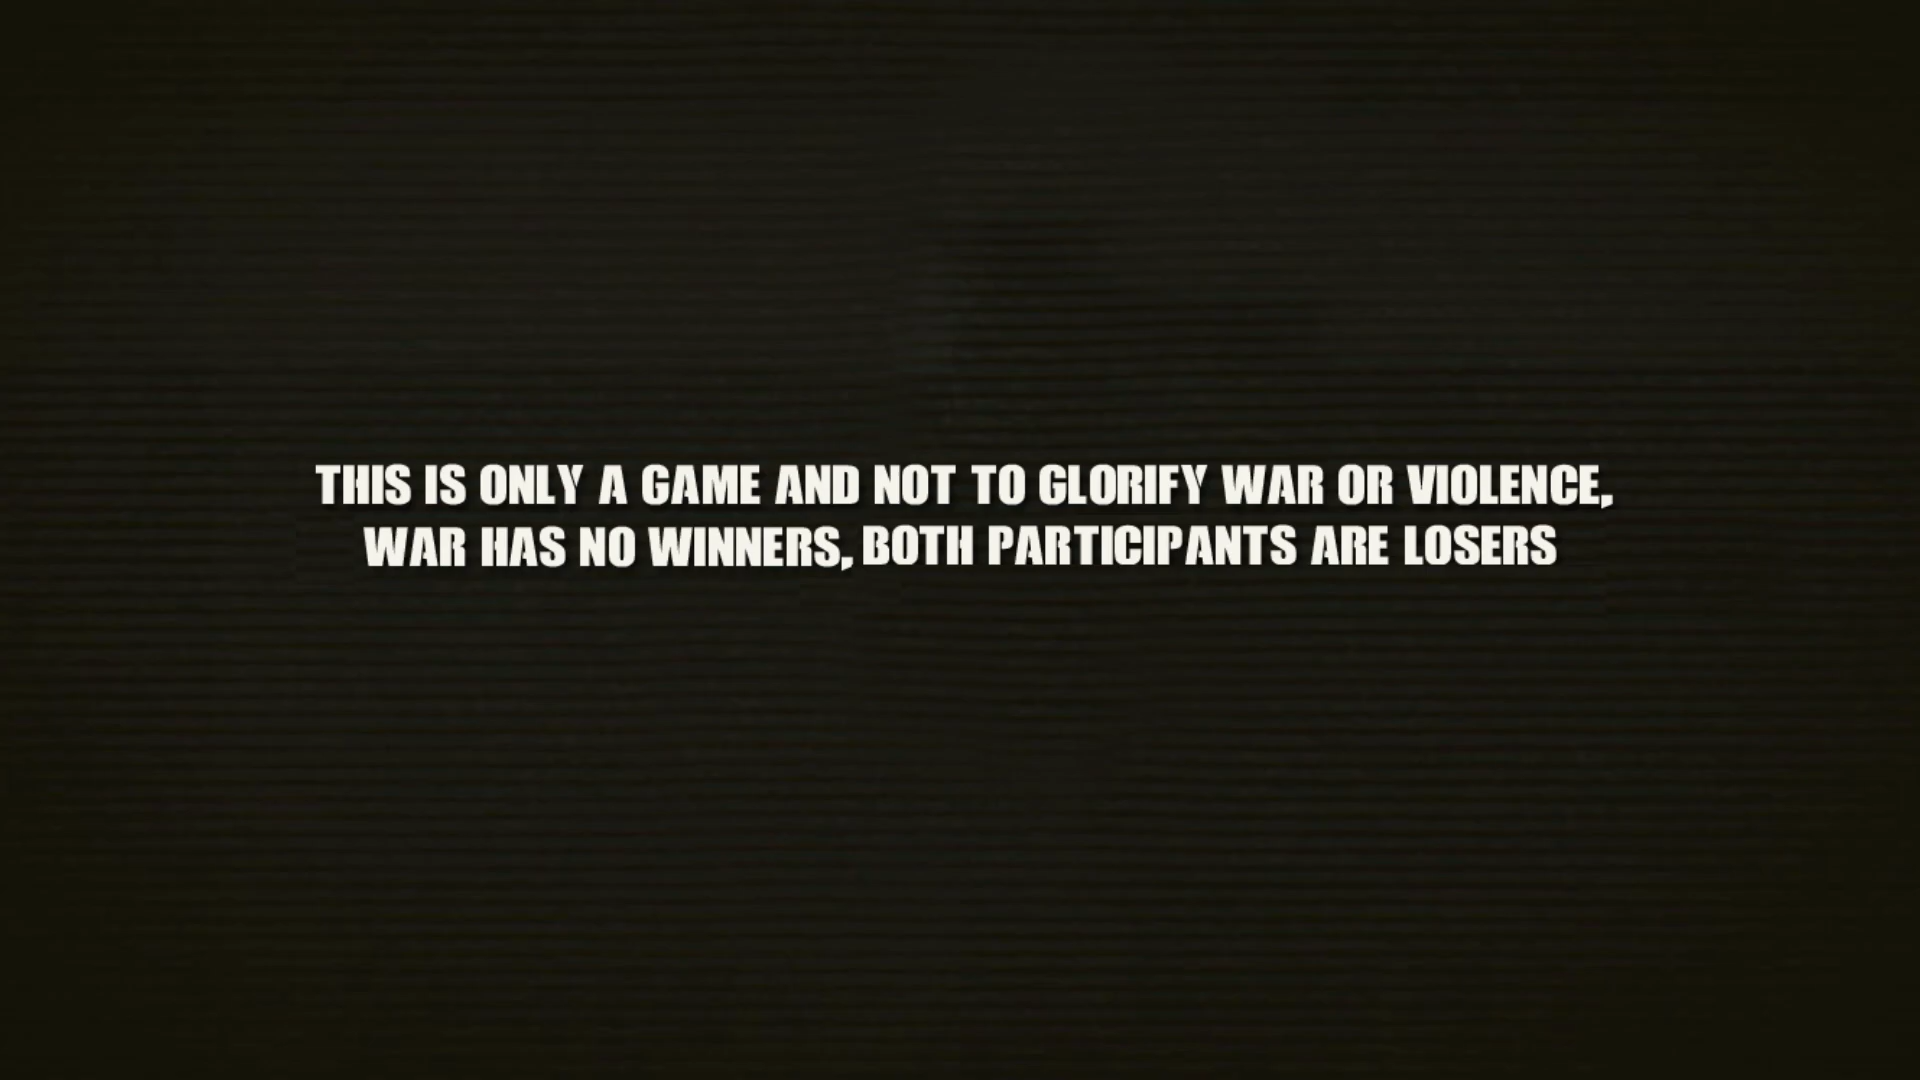 THIS IS ONLY A GAME AND NOT TO GLORIFY WAR OR VIOLENCE,
WAR HAS NO WINNERS, BOTH PARTICIPANTS ARE LOSERS